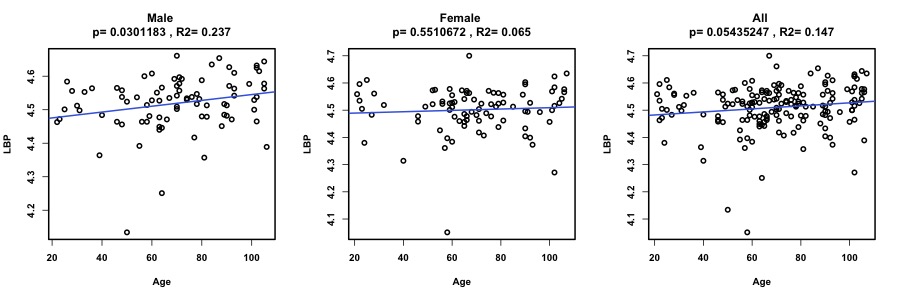 Male
p= 0.0301183 , R2= 0.237
4.6
4.5
4.4
4.3
4.2
LBP
20 40 60 80 100
Age
Female
p= 0.5510672 , R2= 0.065
4.7
4.6
4.5
4.4
4.3
4.2
4.1
LBP
20 40 60 80 100
Age
All
p= 0.05435247 , R2= 0.147
4.7
4.6
4.5
4.4
4.3
4.2
4.1
LBP
20 40 60 80 100
Age